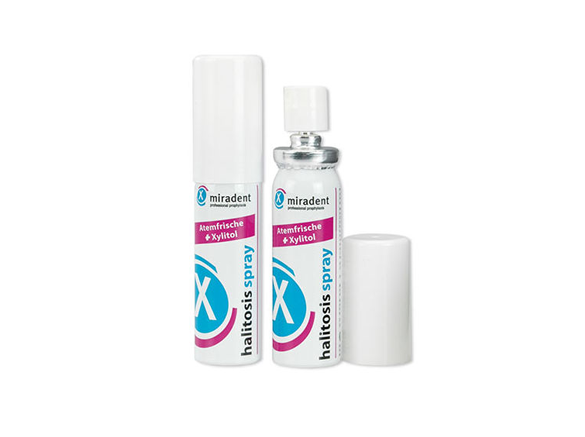 X miradent
professional prophylaxis
Atemfrische
+ Xylitol
X
halitosis spray
X miradent
professional prophylaxis
Atemfrische
+ Xylitol
X
halitosis spray